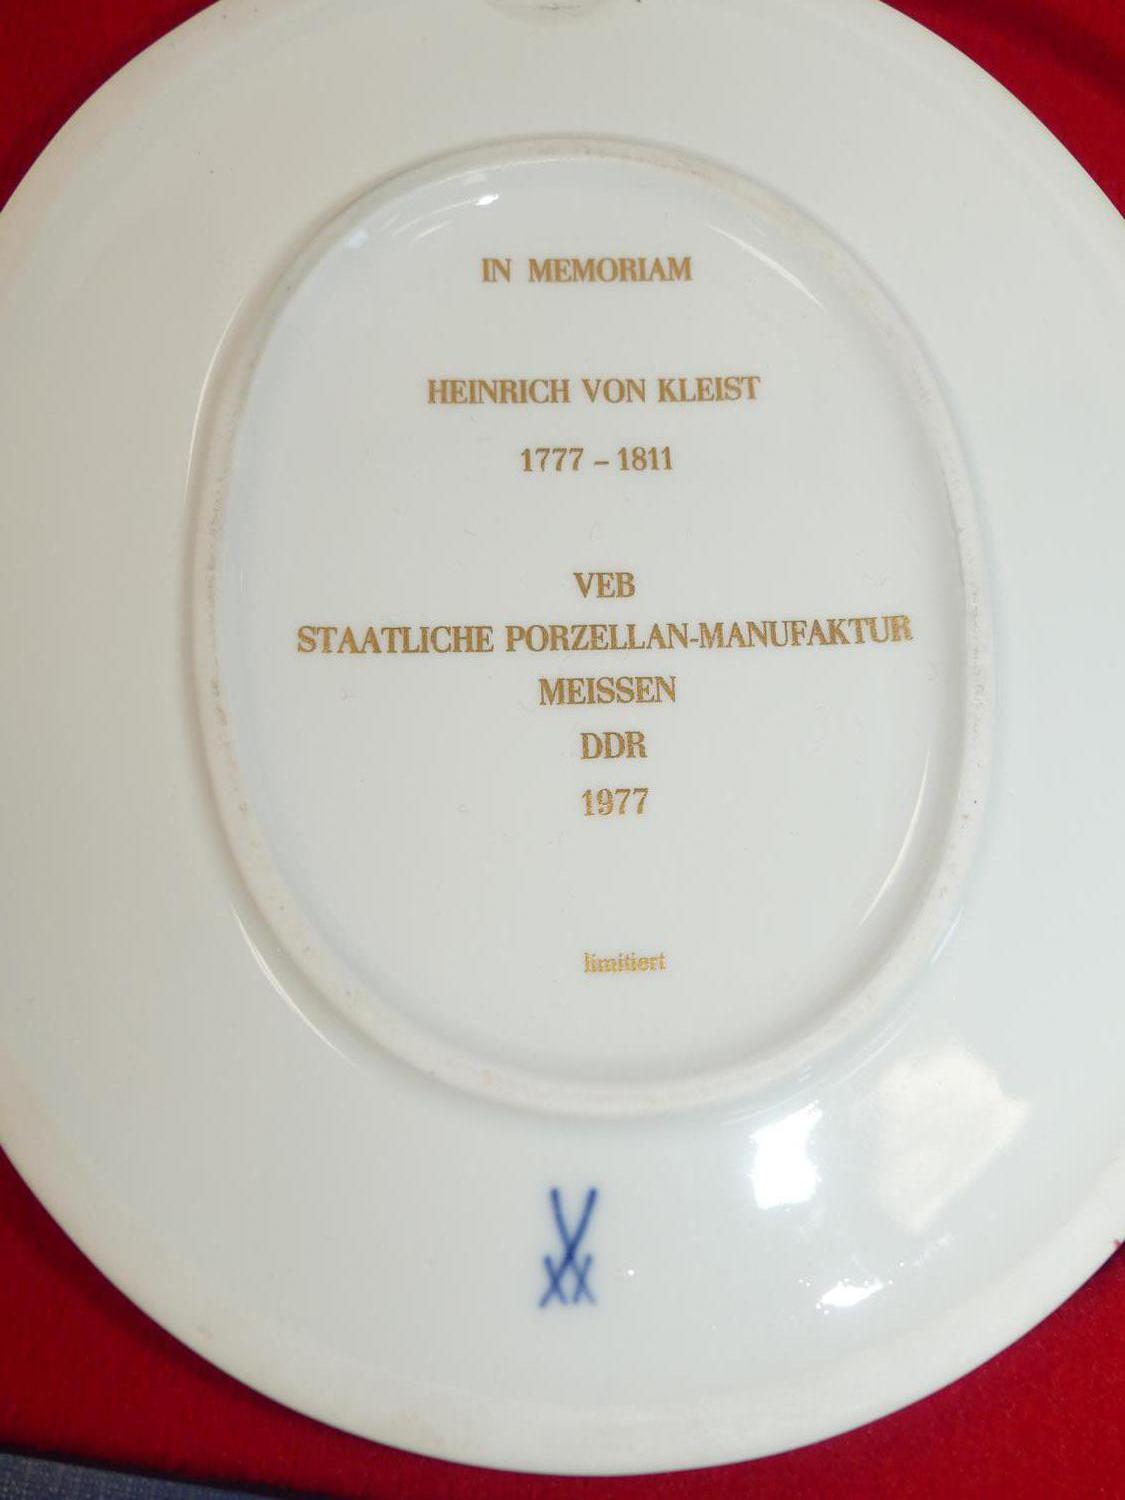 IN MEMORIAM
HEINRICH VON KLEIST
1777 – 1811
VEB
STAATLICHE PORZELLAN-MANUFAKTUR
MEISSEN
DDR
1977
limitiert